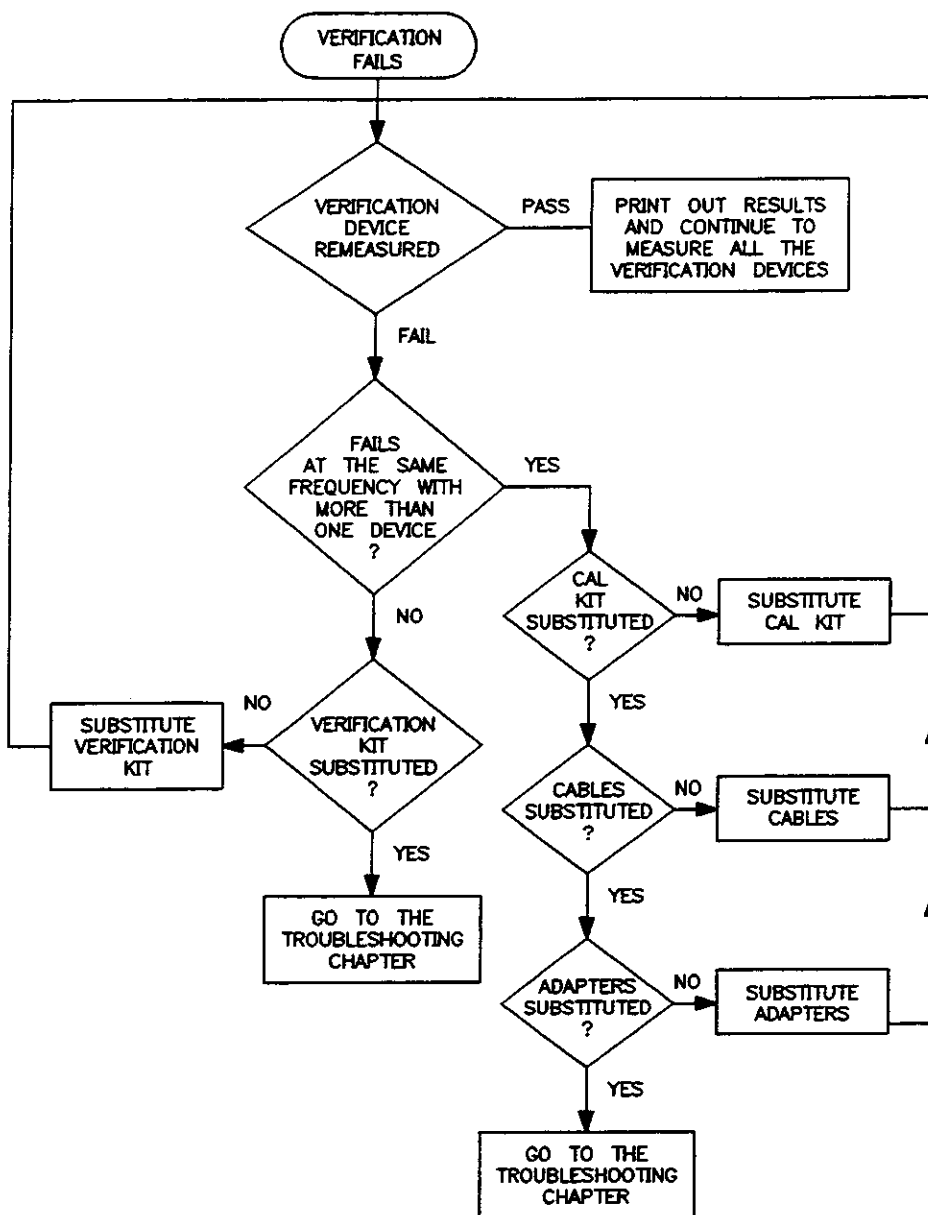 VERIFICATION
FAILS
VERIFICATION
DEVICE
REMEASURED
PASS
PRINT OUT RESULTS
AND CONTINUE TO
MEASURE ALL THE
VERIFICATION DEVICES
FAIL
FAILS
AT THE SAME
FREQUENCY WITH
MORE THAN
ONE DEVICE
?
YES
NO
CAL
KIT
SUBSTITUTED
?
NO
SUBSTITUTE
CAL KIT
YES
VERIFICATION
KIT
SUBSTITUTED
?
NO
SUBSTITUTE
VERIFICATION
KIT
YES
GO TO THE
TROUBLESHOOTING
CHAPTER
CABLES
SUBSTITUTED
?
NO
SUBSTITUTE
CABLES
YES
ADAPTERS
SUBSTITUTED
?
NO
SUBSTITUTE
ADAPTERS
YES
GO TO THE
TROUBLESHOOTING
CHAPTER